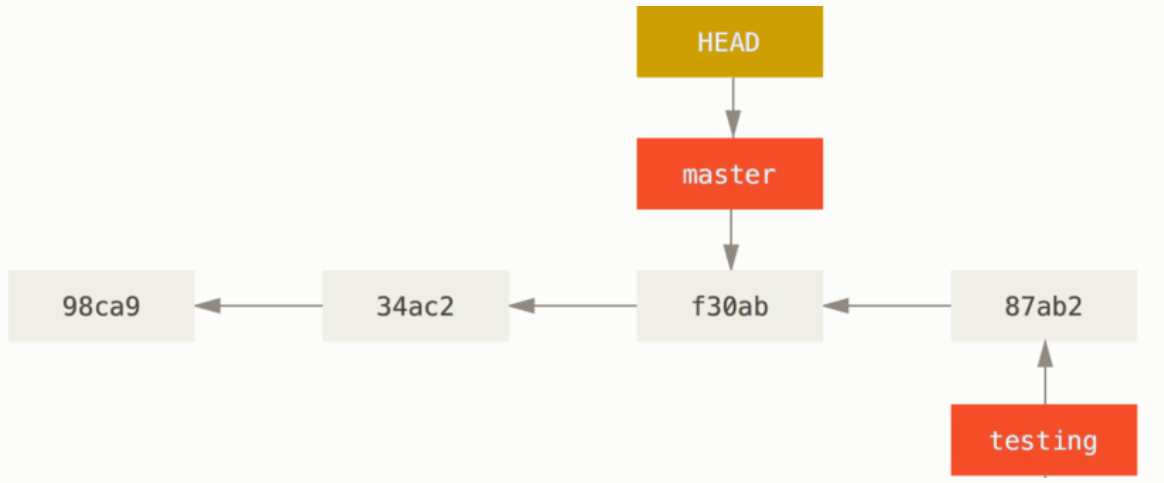 HEAD
master
98ca9
34ac2
f30ab
87ab2
testing